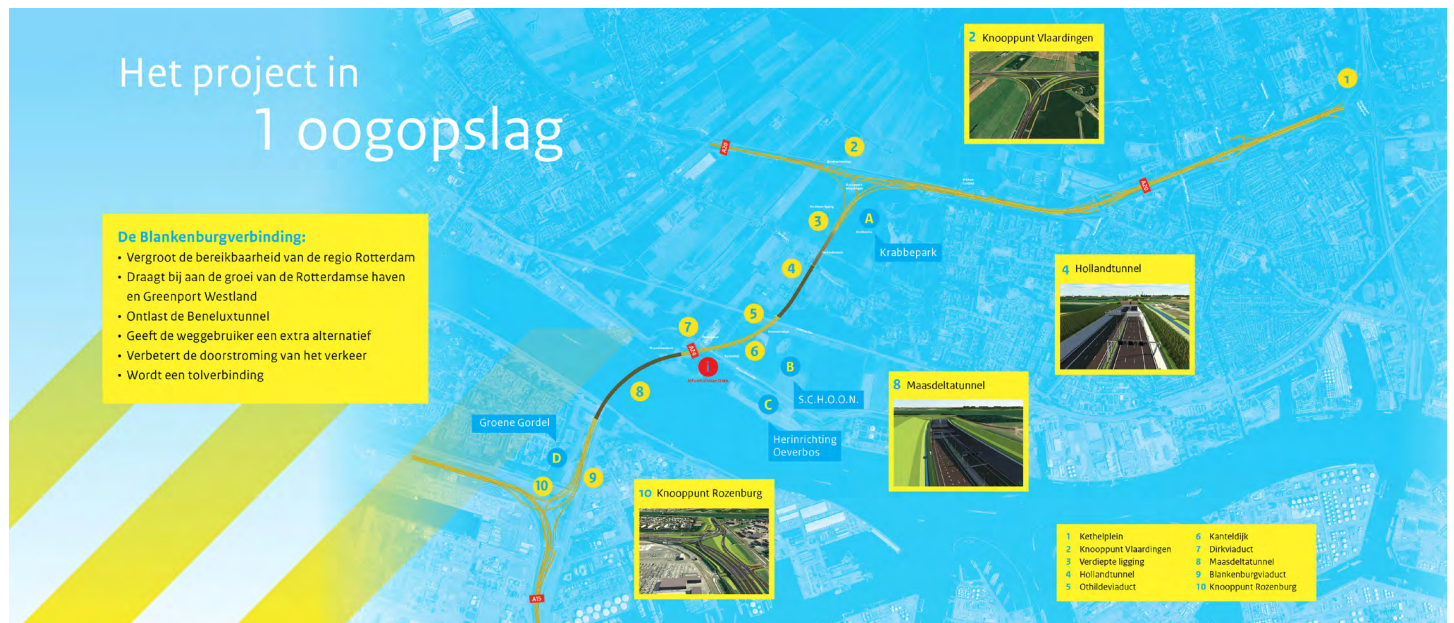 Het project in
1 oogopslag
De Blankenburgverbinding:
• Vergroot de bereikbaarheid van de regio Rotterdam
• Draagt bij aan de groei van de Rotterdamse haven
en Greenport Westland
• Ontlast de Beneluxtunnel
• Geeft de weggebruiker een extra alternatief
• Verbetert de doorstroming van het verkeer
• Wordt een tolverbinding
2 Knooppunt Vlaardingen
1
A20
2
A20
3
A
Krabbepark
4
4 Hollandtunnel
5
7
A24
6
i
B
S.C.H.O.O.N.
8
8 Maasdeltatunnel
C
Herinrichting
Oeverbos
Groene Gordel
D
9
10
10 Knooppunt Rozenburg
A15
1 Kethelplein
2 Knooppunt Vlaardingen
3 Verdiepte ligging
4 Hollandtunnel
5 Othildeviaduct
6 Kanteldijk
7 Dirkviaduct
8 Maasdeltatunnel
9 Blankenburgviaduct
10 Knooppunt Rozenburg